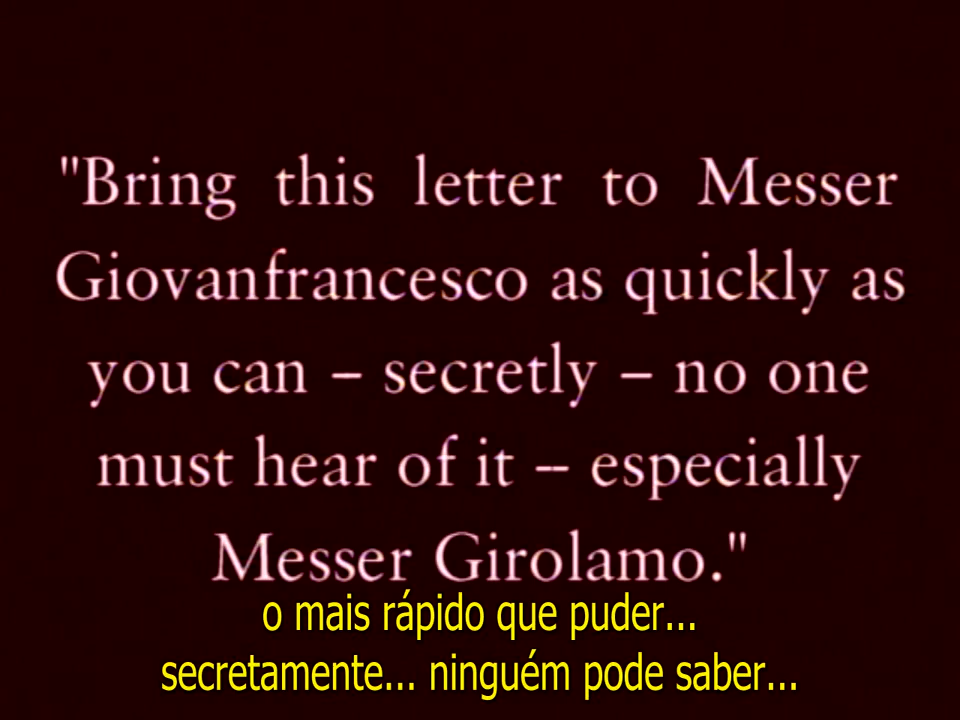 "Bring this letter to Messer
Giovanfrancesco as quickly as
you can – secretly – no one
must hear of it -- especially
Messer Girolamo."
o mais rápido que puder...
secretamente... ninguém pode saber...